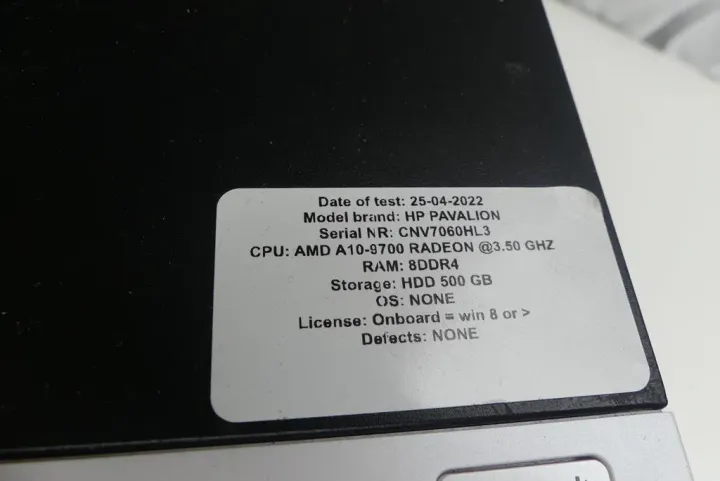 Date of test: 25-04-2022
Model brand: HP PAVALION
Serial NR: CNV7060HL3
CPU: AMD A10-9700 RADEON @3.50 GHZ
RAM: 8DDR4
Storage: HDD 500 GB
OS: NONE
License: Onboard = win 8 or >
Defects: NONE